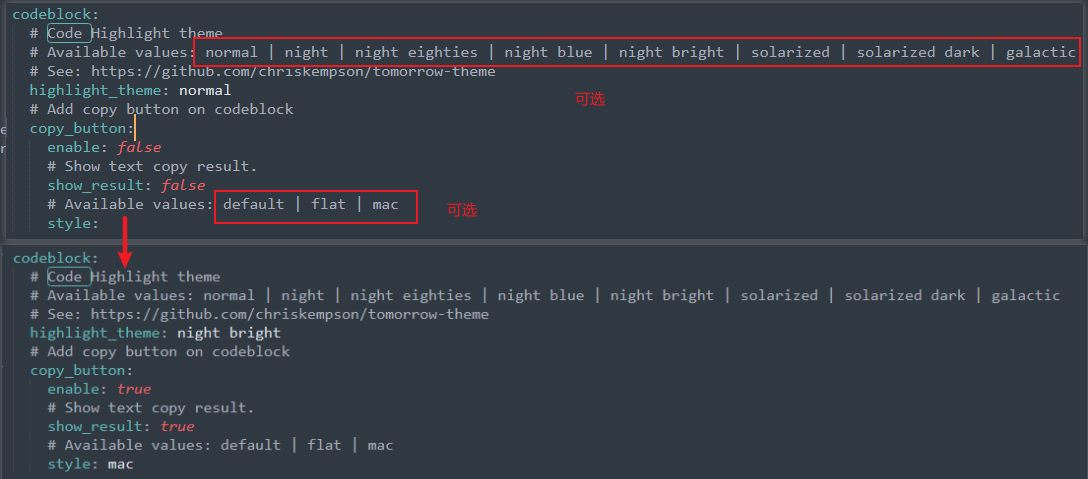 codeblock:
# Code Highlight theme
# Available values: normal | night | night eighties | night blue | night bright | solarized | solarized dark | galactic
# See: https://github.com/chriskempson/tomorrow-theme
highlight_theme: normal
可选
# Add copy button on codeblock
copy_button:
enable: false
# Show text copy result.
show_result: false
# Available values: default | flat | mac
可选
style:
codeblock:
# Code Highlight theme
# Available values: normal | night | night eighties | night blue | night bright | solarized | solarized dark | galactic
# See: https://github.com/chriskempson/tomorrow-theme
highlight_theme: night bright
# Add copy button on codeblock
copy_button:
enable: true
# Show text copy result.
show_result: true
# Available values: default | flat | mac
style: mac